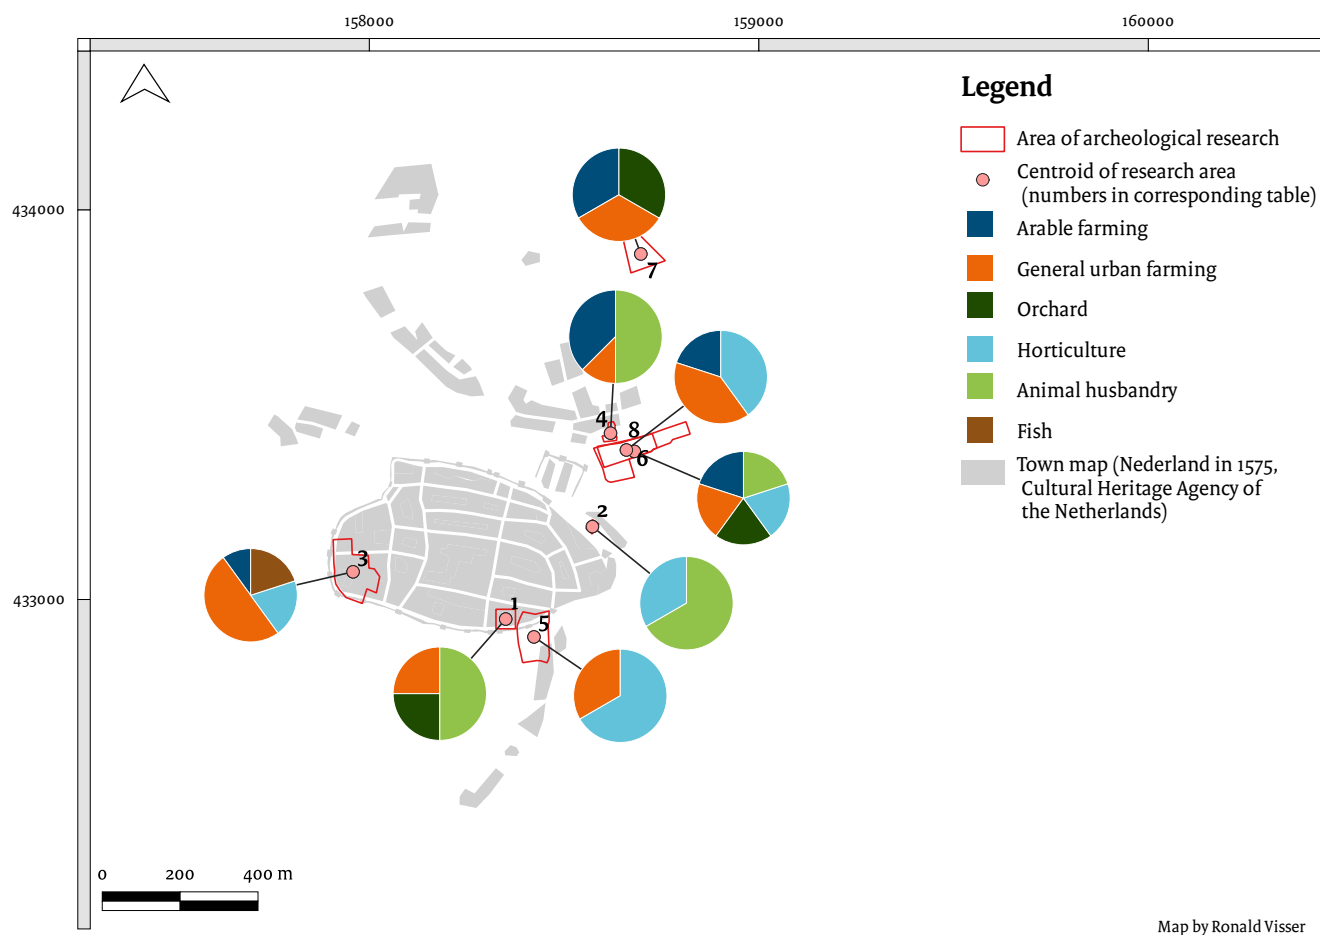 158000
159000
160000
434000
433000
Legend
Area of archeological research
Centroid of research area
(numbers in corresponding table)
Arable farming
General urban farming
Orchard
Horticulture
Animal husbandry
Fish
Town map (Nederland in 1575,
Cultural Heritage Agency of
the Netherlands)
7
4
8
6
2
3
1
5
0 200 400 m
Map by Ronald Visser